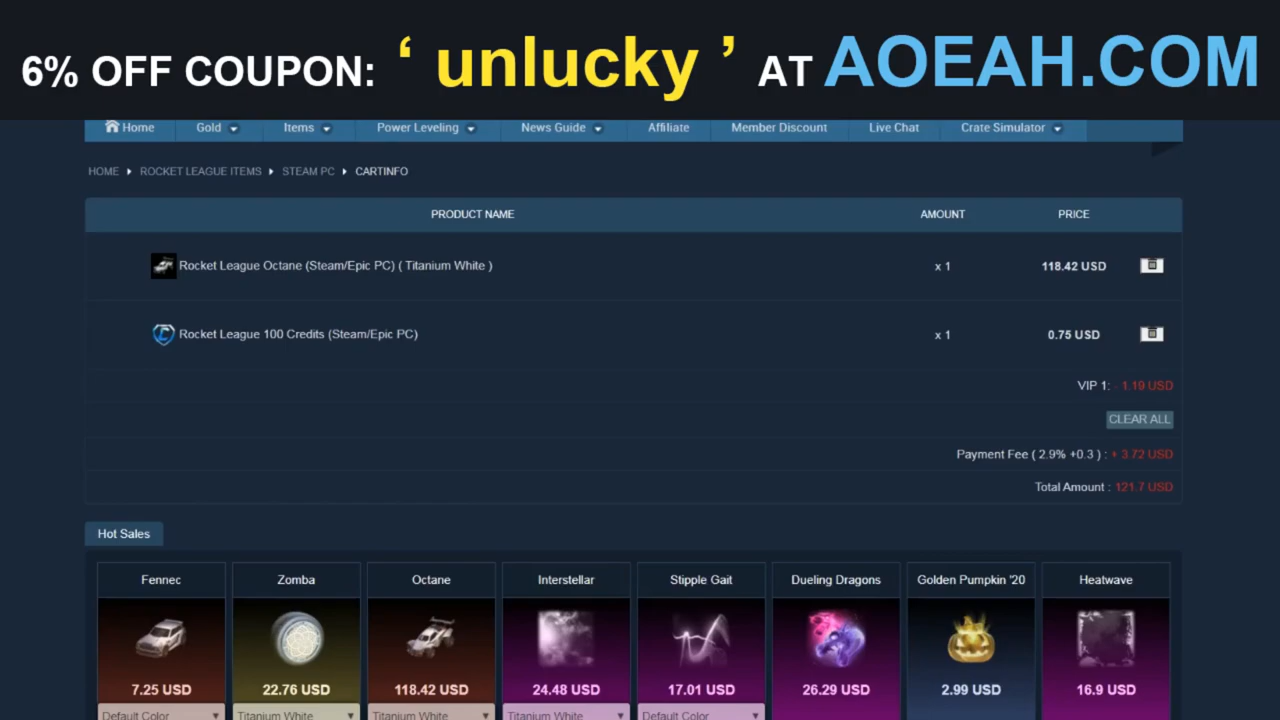 6% OFF COUPON: ‘ unlucky ’ AT AOEAH.COM
Home Gold Items Power Leveling News Guide Affiliate Member Discount Live Chat Crate Simulator
HOME ROCKET LEAGUE ITEMS STEAM PC CARTINFO
PRODUCT NAME AMOUNT PRICE
Rocket League Octane (Steam/Epic PC) ( Titanium White ) x 1 118.42 USD
Rocket League 100 Credits (Steam/Epic PC) x 1 0.75 USD
VIP 1: - 1.19 USD
CLEAR ALL
Payment Fee ( 2.9% +0.3 ) : + 3.72 USD
Total Amount : 121.7 USD
Hot Sales
Fennec Zomba Octane Interstellar Stipple Gait Dueling Dragons Golden Pumpkin '20 Heatwave
7.25 USD 22.76 USD 118.42 USD 24.48 USD 17.01 USD 26.29 USD 2.99 USD 16.9 USD
Default Color Titanium White Titanium White Titanium White Default Color